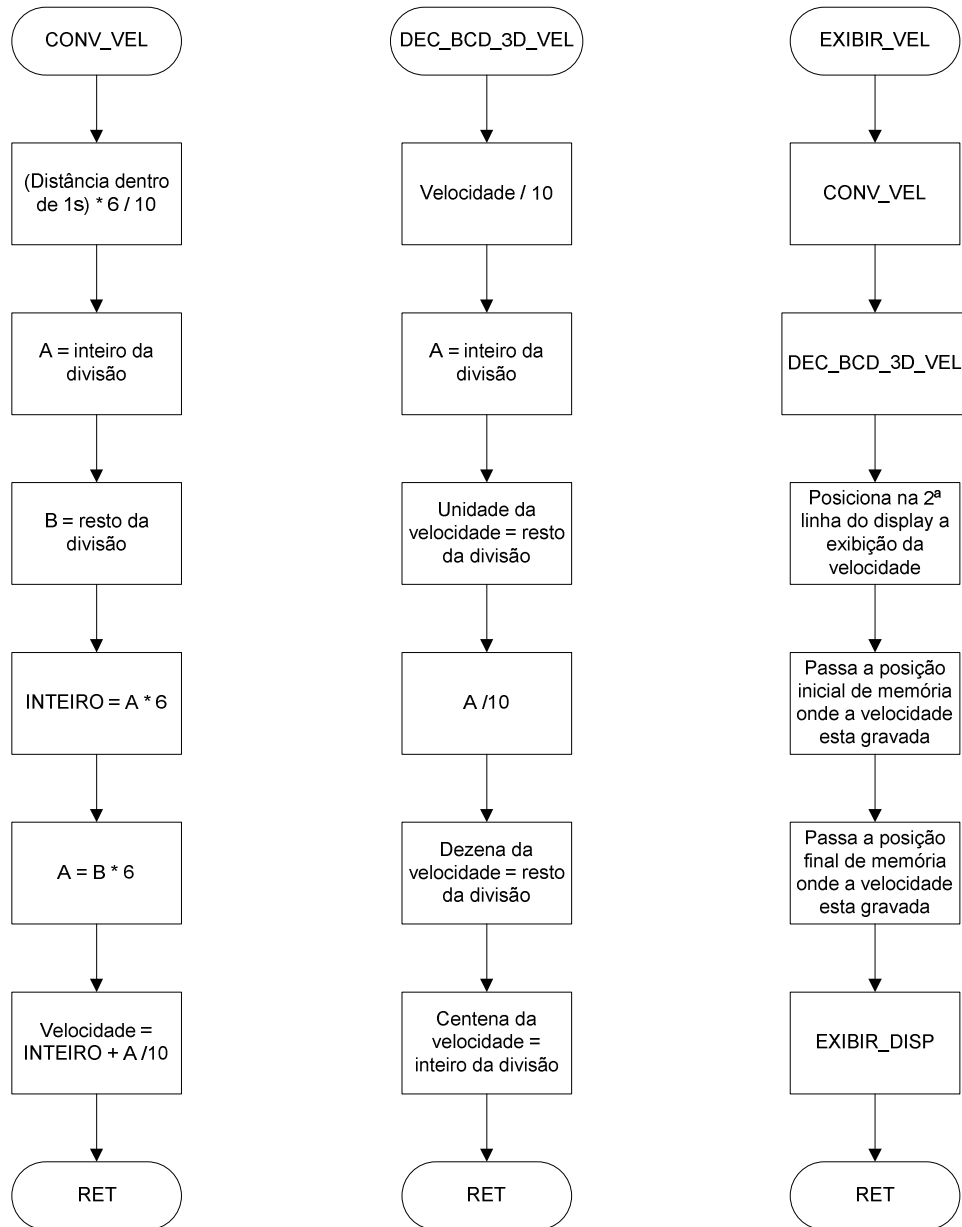 CONV_VEL
(Distância dentro
de 1s) * 6 / 10
A = inteiro da
divisão
B = resto da
divisão
INTEIRO = A * 6
A = B * 6
Velocidade =
INTEIRO + A /10
RET
DEC_BCD_3D_VEL
Velocidade / 10
A = inteiro da
divisão
Unidade da
velocidade = resto
da divisão
A /10
Dezena da
velocidade = resto
da divisão
Centena da
velocidade =
inteiro da divisão
RET
EXIBIR_VEL
CONV_VEL
DEC_BCD_3D_VEL
Posiciona na 2ª
linha do display a
exibição da
velocidade
Passa a posição
inicial de memória
onde a velocidade
esta gravada
Passa a posição
final de memória
onde a velocidade
esta gravada
EXIBIR_DISP
RET